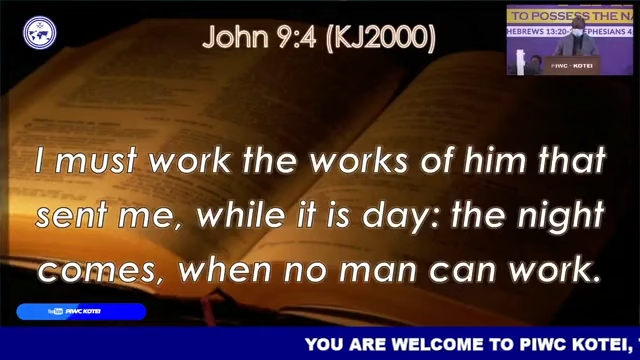 John 9:4 (KJ2000)
TO POSSESS THE N
HEBREWS 13:20-
EPHESIANS 4
PIWC - KOTEI
I must work the works of him that
sent me, while it is day: the night
comes, when no man can work.
PIWC KOTEI
YOU ARE WELCOME TO PIWC KOTEI,